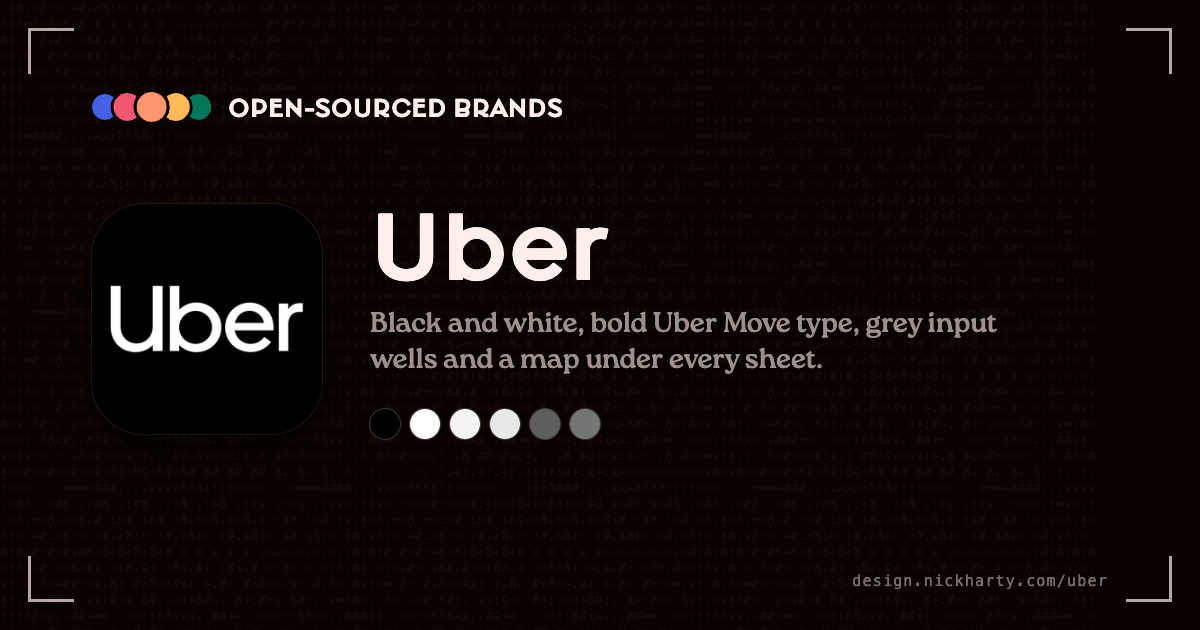 OPEN-SOURCED BRANDS
Uber
Uber
Black and white, bold Uber Move type, grey input
wells and a map under every sheet.
design.nickharty.com/uber